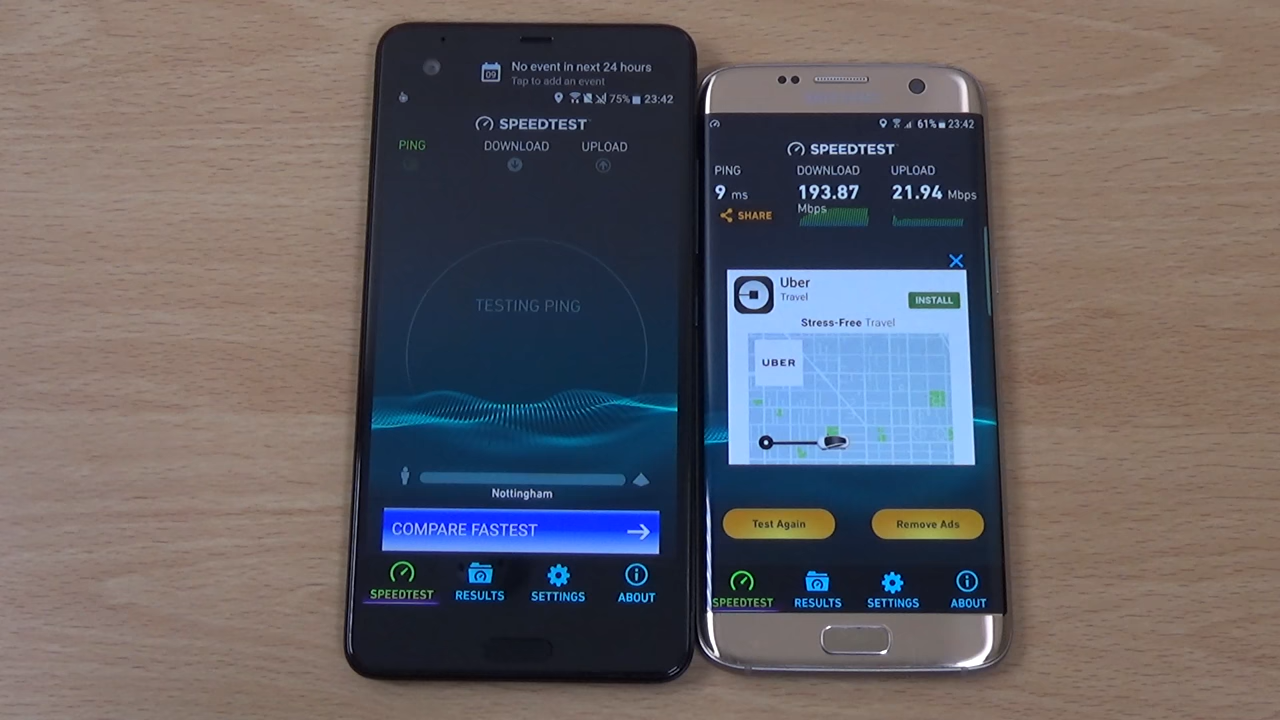 No event in next 24 hours
09
Tap to add an event
75% 23:42
SPEEDTEST
PING DOWNLOAD UPLOAD
TESTING PING
Nottingham
COMPARE FASTEST
SPEEDTEST RESULTS SETTINGS ABOUT
61% 23:42
SPEEDTEST
PING DOWNLOAD UPLOAD
9 ms 193.87 Mbps 21.94 Mbps
SHARE
Uber
Travel
INSTALL
Stress-Free Travel
UBER
Test Again Remove Ads
SPEEDTEST RESULTS SETTINGS ABOUT